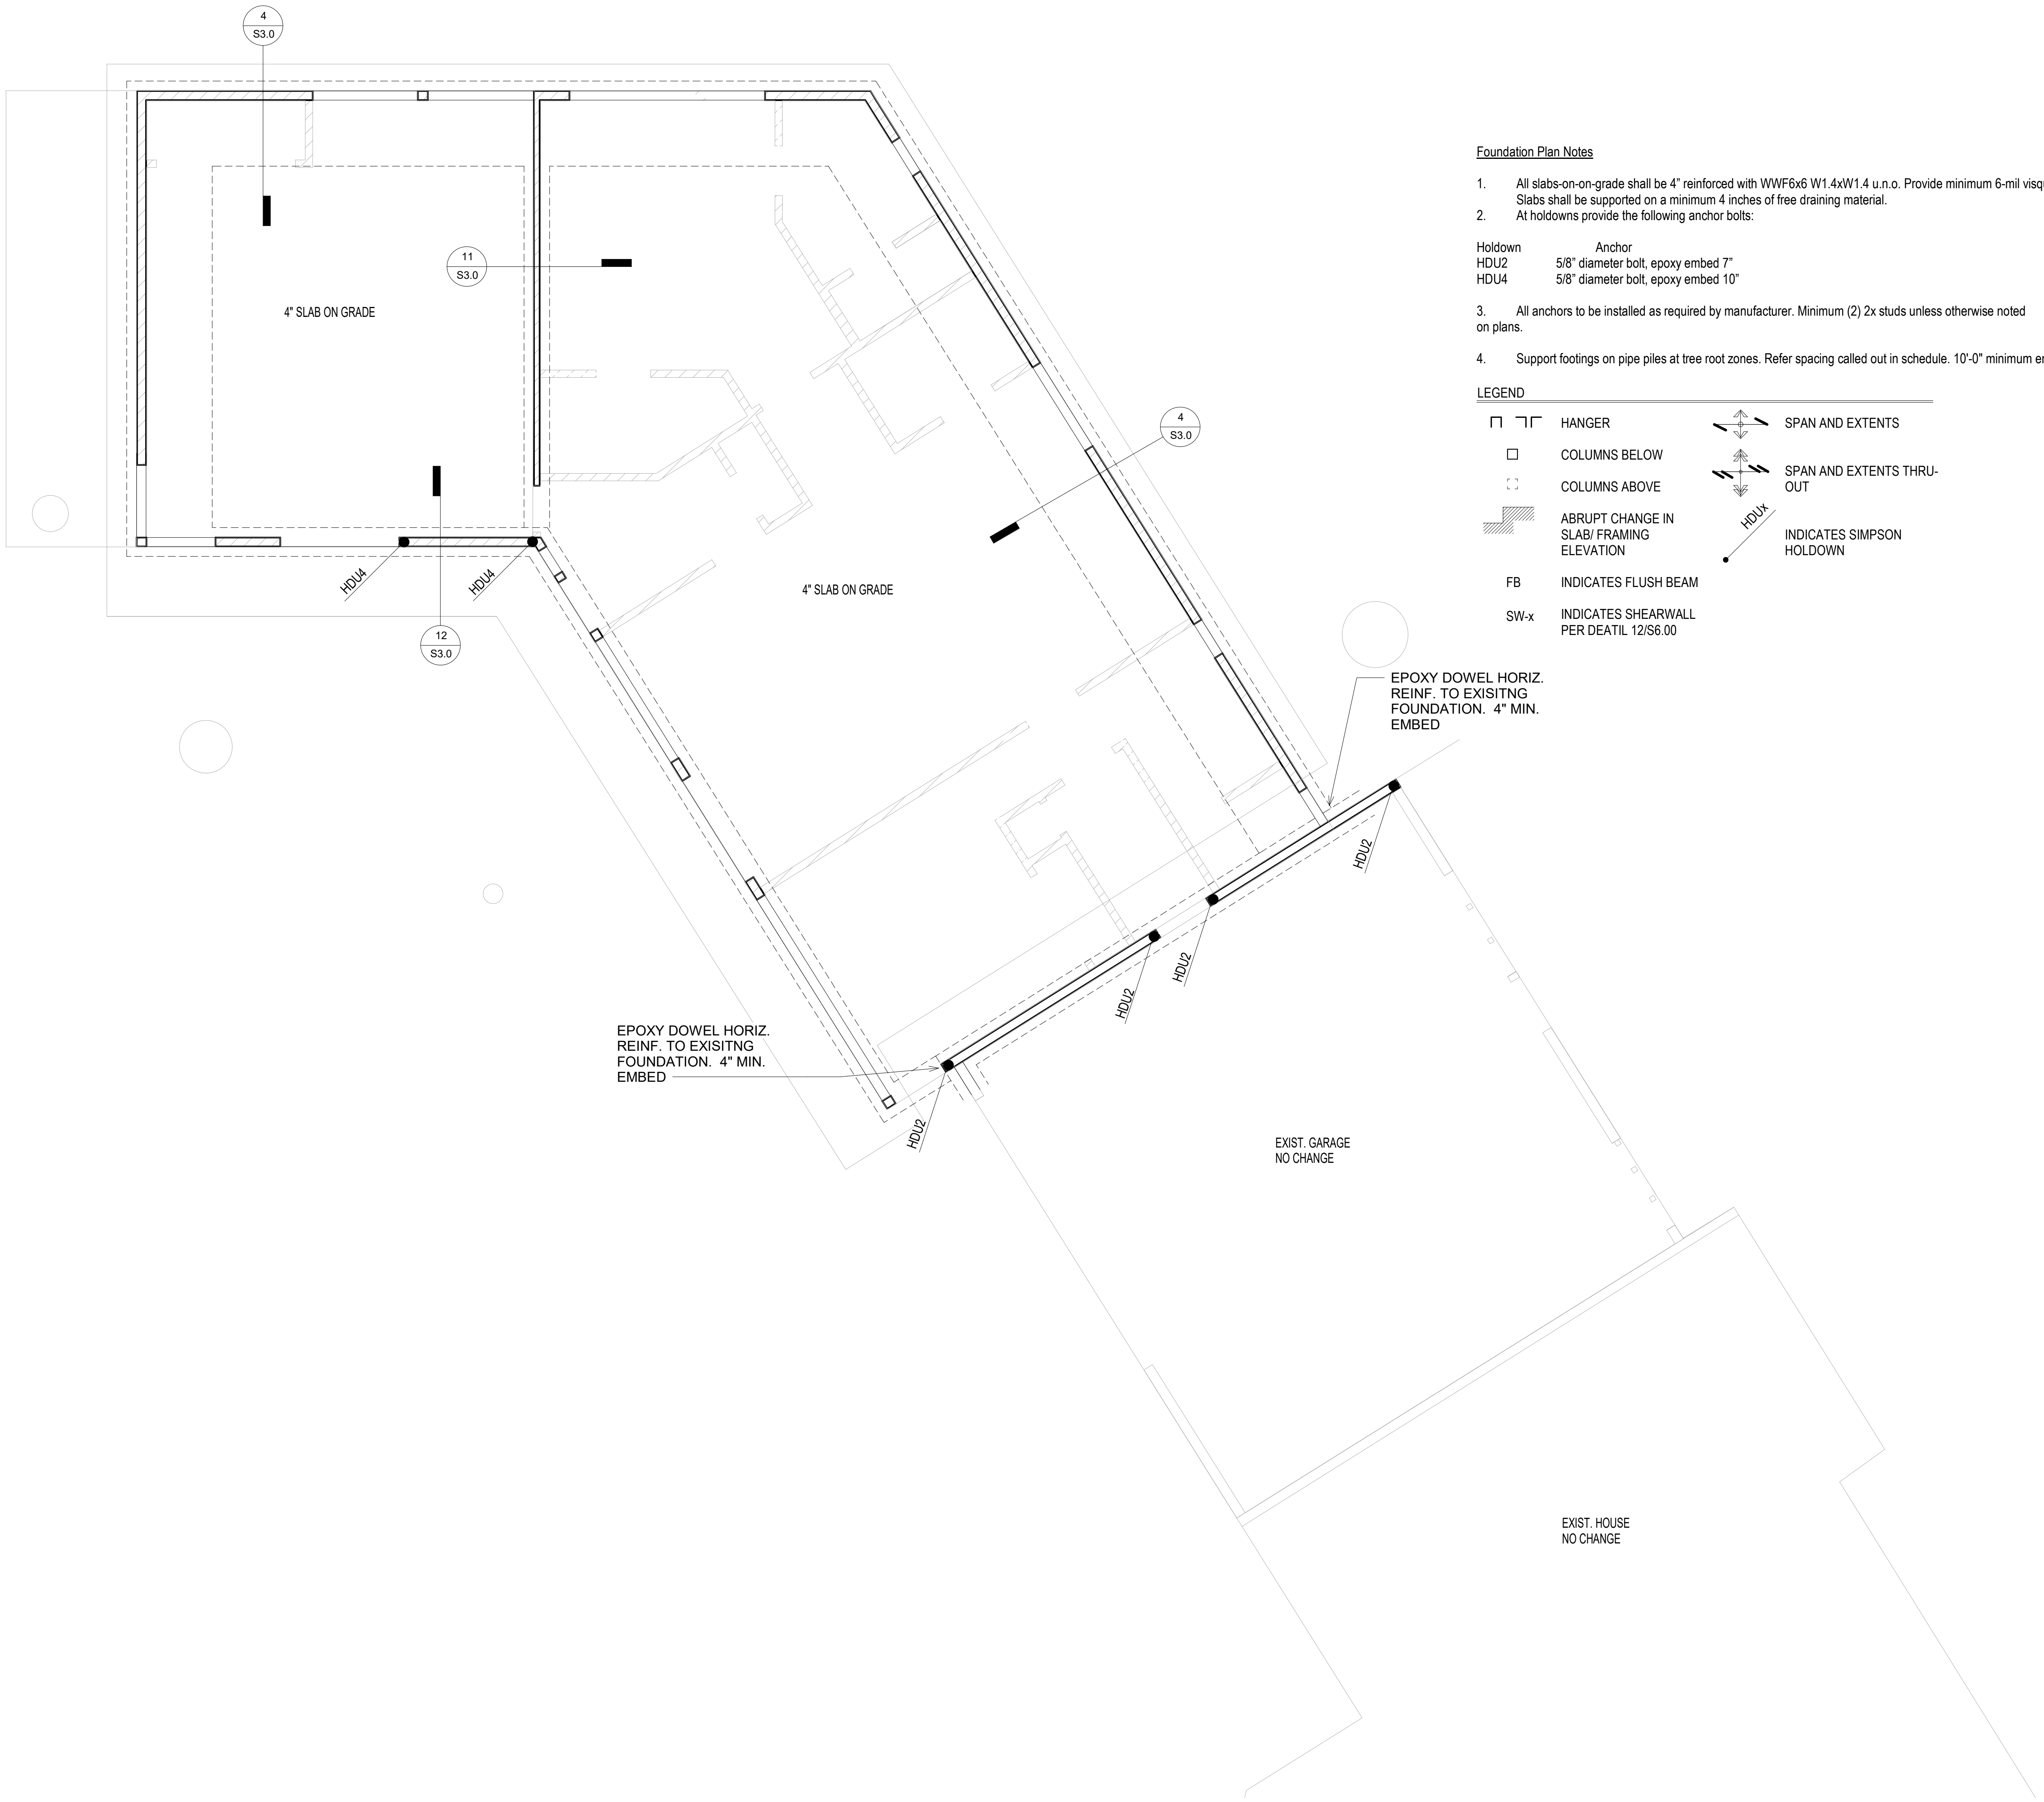 4
S3.0
Foundation Plan Notes
1. All slabs-on-on-grade shall be 4” reinforced with WWF6x6 W1.4xW1.4 u.n.o. Provide minimum 6-mil
Slabs shall be supported on a minimum 4 inches of free draining material.
2. At holdowns provide the following anchor bolts:
Holdown Anchor
HDU2 5/8” diameter bolt, epoxy embed 7”
HDU4 5/8” diameter bolt, epoxy embed 10”
3. All anchors to be installed as required by manufacturer. Minimum (2) 2x studs unless otherwise noted
on plans.
4. Support footings on pipe piles at tree root zones. Refer spacing called out in schedule. 10'-0" minimum
LEGEND
HANGER
COLUMNS BELOW
COLUMNS ABOVE
ABRUPT CHANGE IN
SLAB/ FRAMING
ELEVATION
FB INDICATES FLUSH BEAM
SW-x INDICATES SHEARWALL
PER DEATIL 12/S6.00
SPAN AND EXTENTS
SPAN AND EXTENTS THRU-
OUT
HDUx
INDICATES SIMPSON
HOLDOWN
11
S3.0
4" SLAB ON GRADE
4
S3.0
HDU4
HDU4
4" SLAB ON GRADE
12
S3.0
EPOXY DOWEL HORIZ.
REINF. TO EXISITNG
FOUNDATION. 4" MIN.
EMBED
HDU2
HDU2
HDU2
EPOXY DOWEL HORIZ.
REINF. TO EXISITNG
FOUNDATION. 4" MIN.
EMBED
HDU2
EXIST. GARAGE
NO CHANGE
EXIST. HOUSE
NO CHANGE